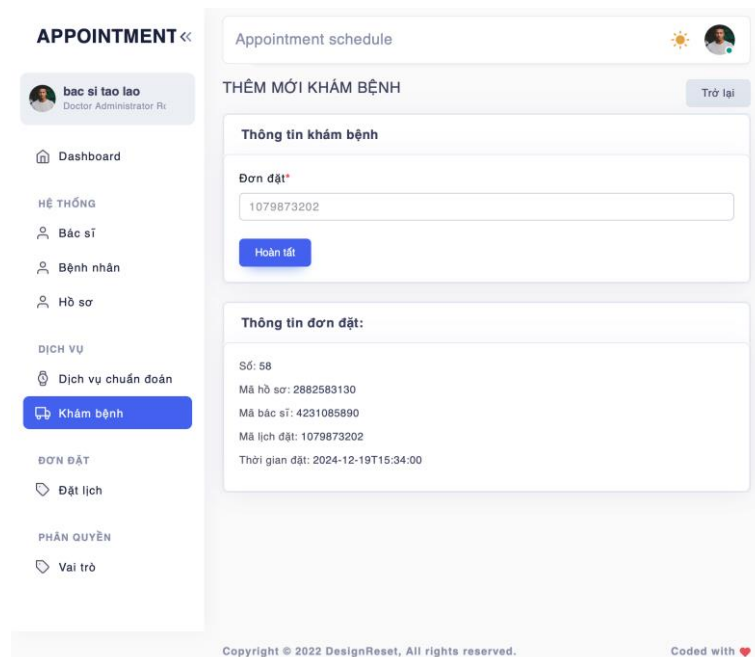 APPOINTMENT
bac si tao lao
Doctor Administrator
Dashboard
HỆ THỐNG
Bác sĩ
Bệnh nhân
Hồ sơ
DỊCH VỤ
Dịch vụ chuẩn đoán
Khám bệnh
ĐƠN ĐẶT
Đặt lịch
PHÂN QUYỀN
Vai trò
Appointment schedule
THÊM MỚI KHÁM BỆNH
Trở lại
Thông tin khám bệnh
Đơn đặt*
1079873202
Hoàn tất
Thông tin đơn đặt:
Số: 58
Mã hồ sơ: 2882583130
Mã bác sĩ: 4231085890
Mã lịch đặt: 1079873202
Thời gian đặt: 2024-12-19T15:34:00
Copyright © 2022 DesignReset, All rights reserved.
Coded with